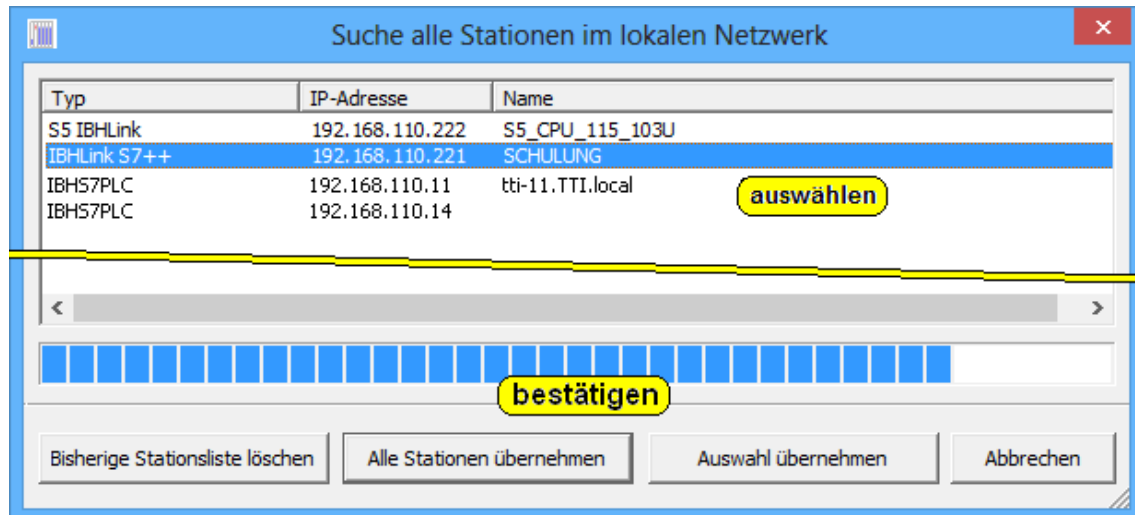 Suche alle Stationen im lokalen Netzwerk
Typ IP-Adresse Name
S5 IBHLink 192.168.110.222 S5_CPU_115_103U
IBHLink S7++ 192.168.110.221 SCHULUNG
IBHS7PLC 192.168.110.11 tti-11.TTI.local
auswählen
IBHS7PLC 192.168.110.14
bestätigen
Bisherige Stationsliste löschen Alle Stationen übernehmen Auswahl übernehmen Abbrechen